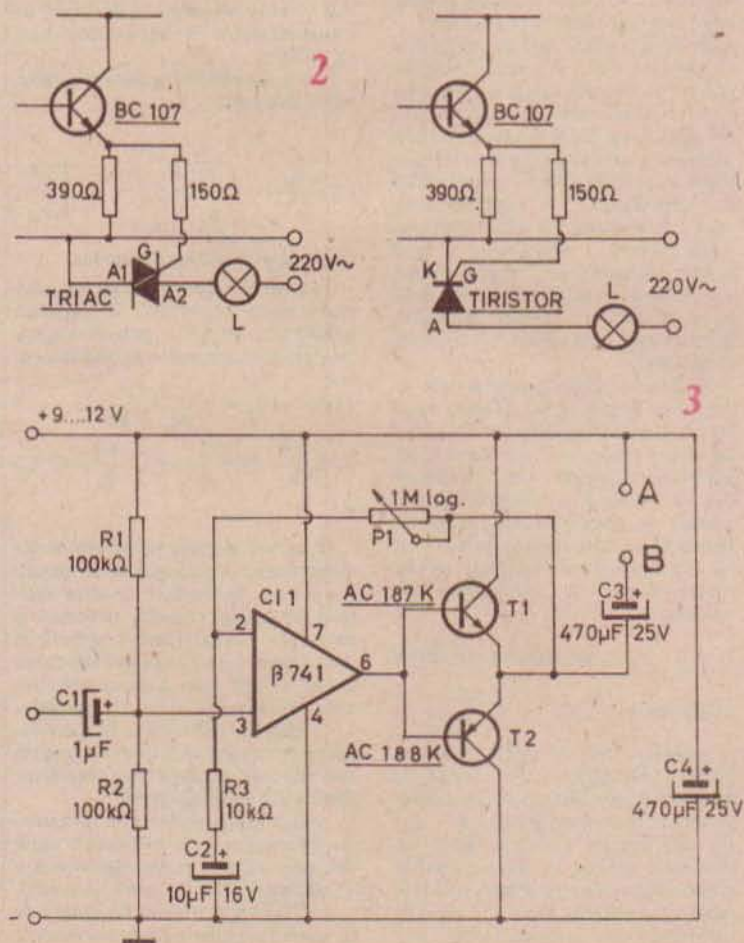 2
BC 107
390Ω
150Ω
G
A1
A2
TRIAC
L
220V~
BC 107
390Ω
150Ω
K
G
A
TIRISTOR
L
220V~
3
+9....12 V
R1
100kΩ
1M log.
P1
A
B
CI 1
AC 187K
T1
C3 +
470µF 25V
2
7
β 741
6
3
4
C1 +
1µF
AC 188K
T2
R2
100kΩ
R3
10kΩ
C2 +
10µF 16V
C4 +
470µF 25V
-